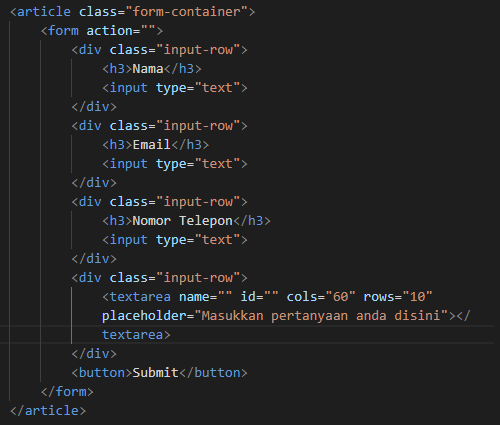 <article class="form-container">
<form action="">
<div class="input-row">
<h3>Nama</h3>
<input type="text">
</div>
<div class="input-row">
<h3>Email</h3>
<input type="text">
</div>
<div class="input-row">
<h3>Nomor Telepon</h3>
<input type="text">
</div>
<div class="input-row">
<textarea name="" id="" cols="60" rows="10"
placeholder="Masukkan pertanyaan anda disini"></
textarea>
</div>
<button>Submit</button>
</form>
</article>